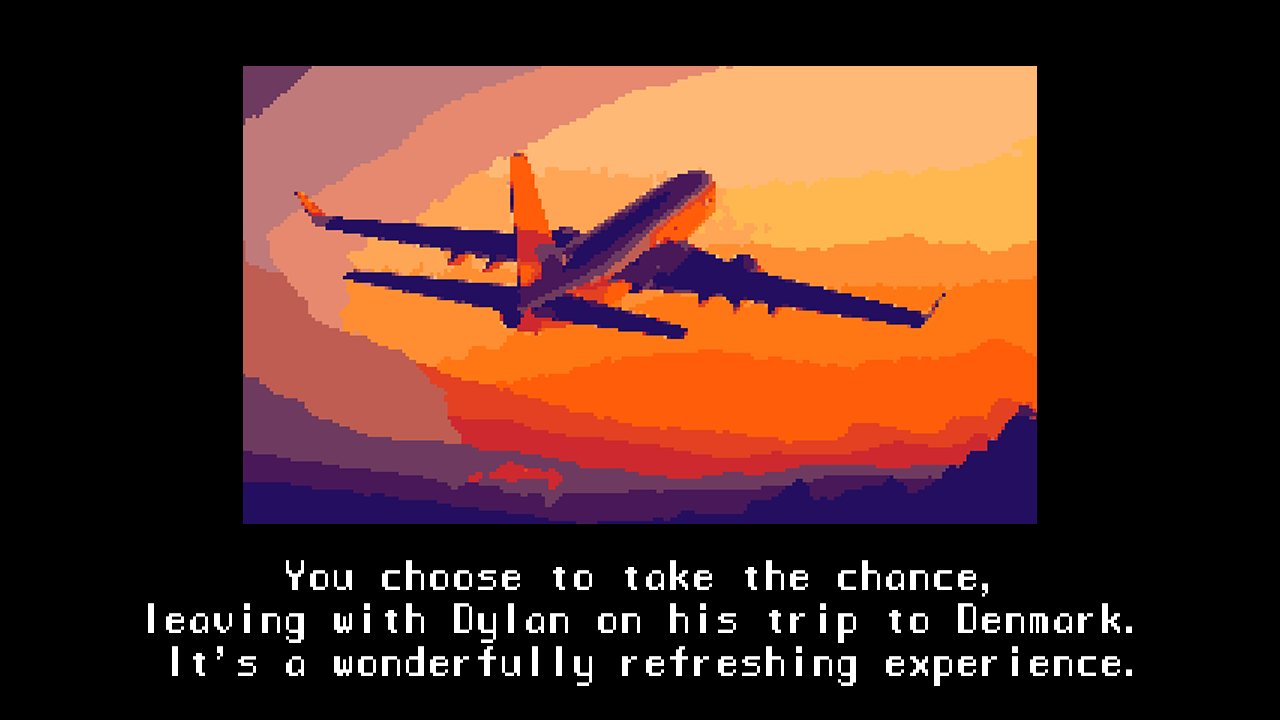 You choose to take the chance,
leaving with Dylan on his trip to Denmark.
It's a wonderfully refreshing experience.